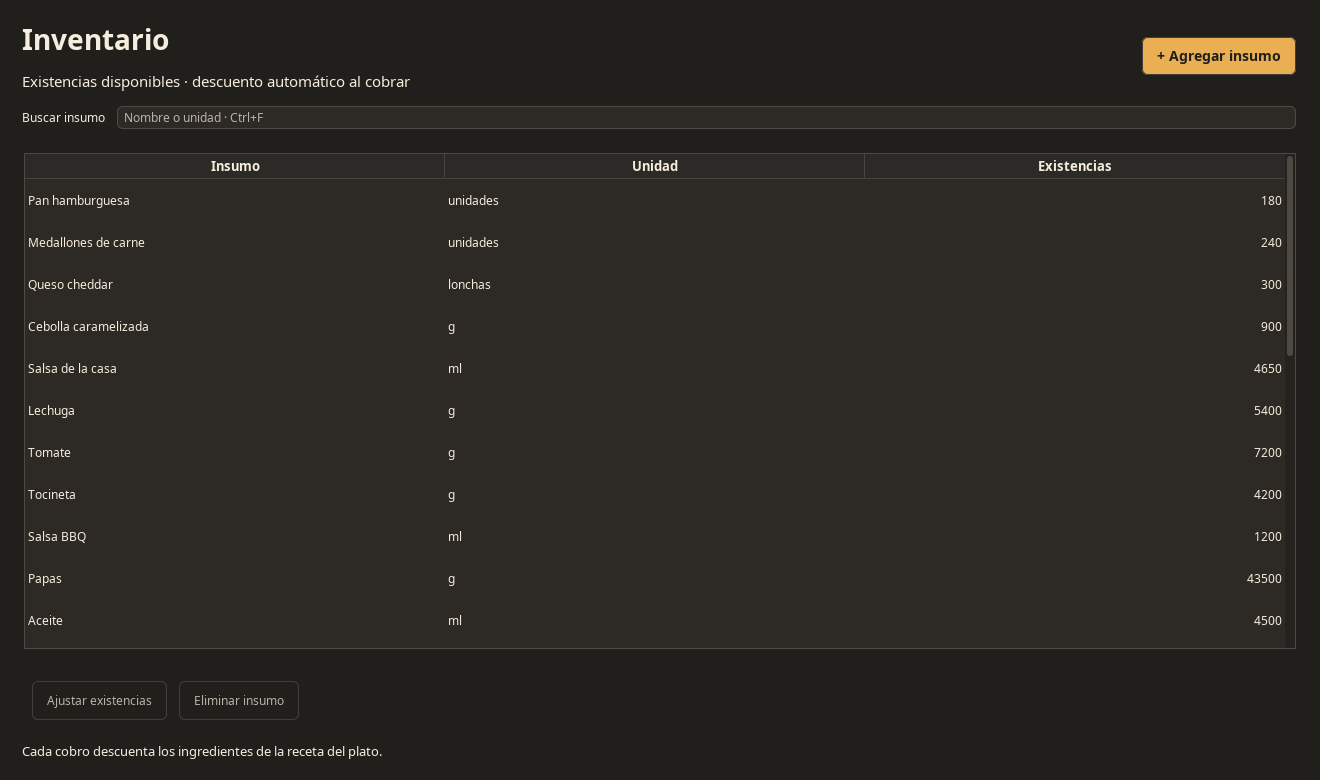 Inventario
+ Agregar insumo
Existencias disponibles · descuento automático al cobrar
Buscar insumo Nombre o unidad · Ctrl+F
Insumo Unidad Existencias
Pan hamburguesa unidades 180
Medallones de carne unidades 240
Queso cheddar lonchas 300
Cebolla caramelizada g 900
Salsa de la casa ml 4650
Lechuga g 5400
Tomate g 7200
Tocineta g 4200
Salsa BBQ ml 1200
Papas g 43500
Aceite ml 4500
Ajustar existencias Eliminar insumo
Cada cobro descuenta los ingredientes de la receta del plato.